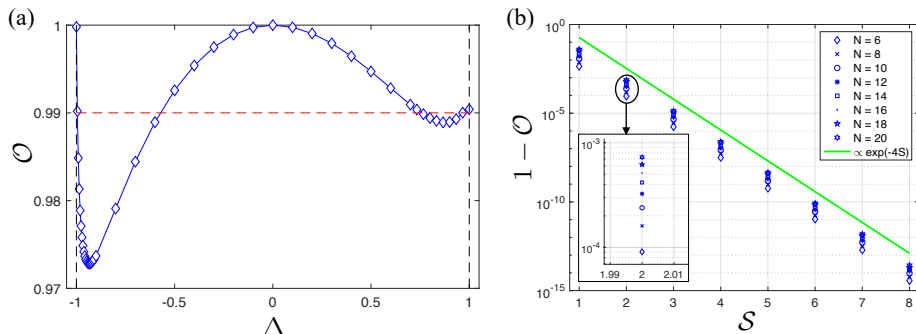 (a)
1
0.99
0.98
0.97
𝒪
-1
-0.5
0
0.5
1
Δ
(b)
10^0
10^-5
10^-10
10^-15
1 − 𝒪
N = 6
N = 8
N = 10
N = 12
N = 14
N = 16
N = 18
N = 20
∝ exp(-4S)
10^-3
10^-4
1.99
2
2.01
1
2
3
4
5
6
7
8
𝒮